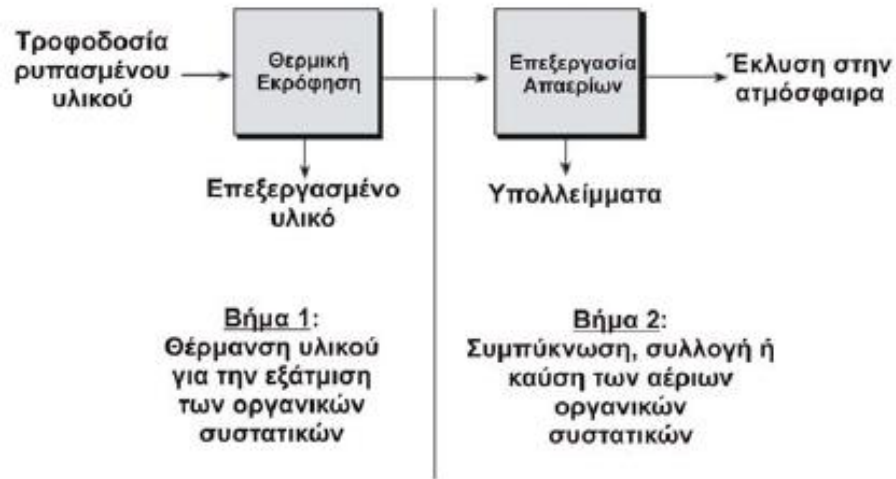 Τροφοδοσία
ρυπασμένου
υλικού
Θερμική
Εκρόφηση
Επεξεργασία
Απαερίων
Έκλυση στην
ατμόσφαιρα
Επεξεργασμένο
υλικό
Υπολλείμματα
Βήμα 1:
Θέρμανση υλικού
για την εξάτμιση
των οργανικών
συστατικών
Βήμα 2:
Συμπύκνωση, συλλογή ή
καύση των αέριων
οργανικών
συστατικών